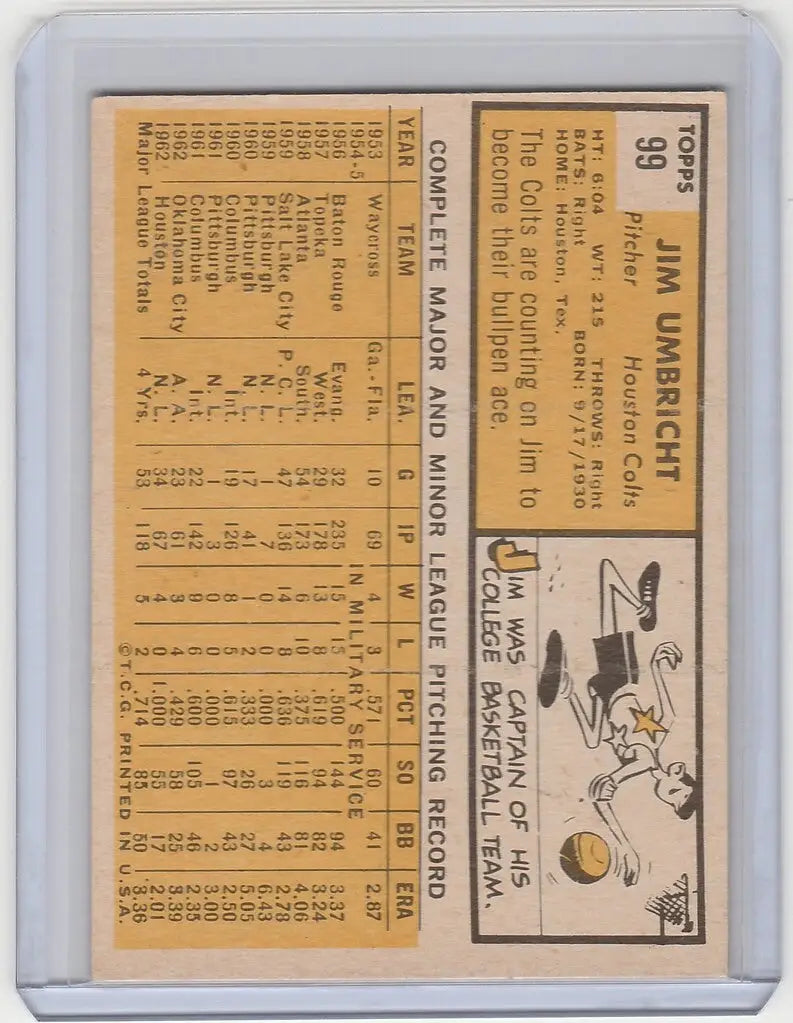 TOPPS
99
JIM UMBRICHT
Pitcher Houston Colts
HT: 6:04 WT: 215 THROWS: Right
BATS: Right BORN: 9/17/1930
HOME: Houston, Tex.
The Colts are counting on Jim to
become their bullpen ace.
JIM WAS CAPTAIN OF HIS
COLLEGE BASKETBALL TEAM.
COMPLETE MAJOR AND MINOR LEAGUE PITCHING RECORD
YEAR TEAM LEA. G IP W L PCT SO BB ERA
1953 Waycross Ga.-Fla. 10 69 4 3 .571 60 41 2.87
1954-5 IN MILITARY SERVICE
1956 Baton Rouge Evang. 32 235 15 15 .500 144 94 3.37
1957 Topeka West. 29 178 13 8 .619 94 82 3.24
1958 Atlanta South. 54 173 6 10 .375 116 81 4.06
1959 Salt Lake City P. C. L. 47 136 14 8 .636 119 43 2.78
1959 Pittsburgh N. L. 1 7 0 0 .000 3 4 6.43
1960 Pittsburgh N. L. 17 41 1 2 .333 26 27 5.05
1960 Columbus Int. 19 126 8 5 .615 97 43 2.50
1961 Pittsburgh N. L. 1 3 0 0 .000 1 2 3.00
1961 Columbus Int. 22 142 9 6 .600 105 46 2.35
1962 Oklahoma City A. A. 23 61 3 4 .429 58 25 3.39
1962 Houston N. L. 34 67 4 0 1.000 55 17 2.01
Major League Totals 4 Yrs. 53 118 5 2 .714 85 50 3.36
©T.C.G. PRINTED IN U.S.A.